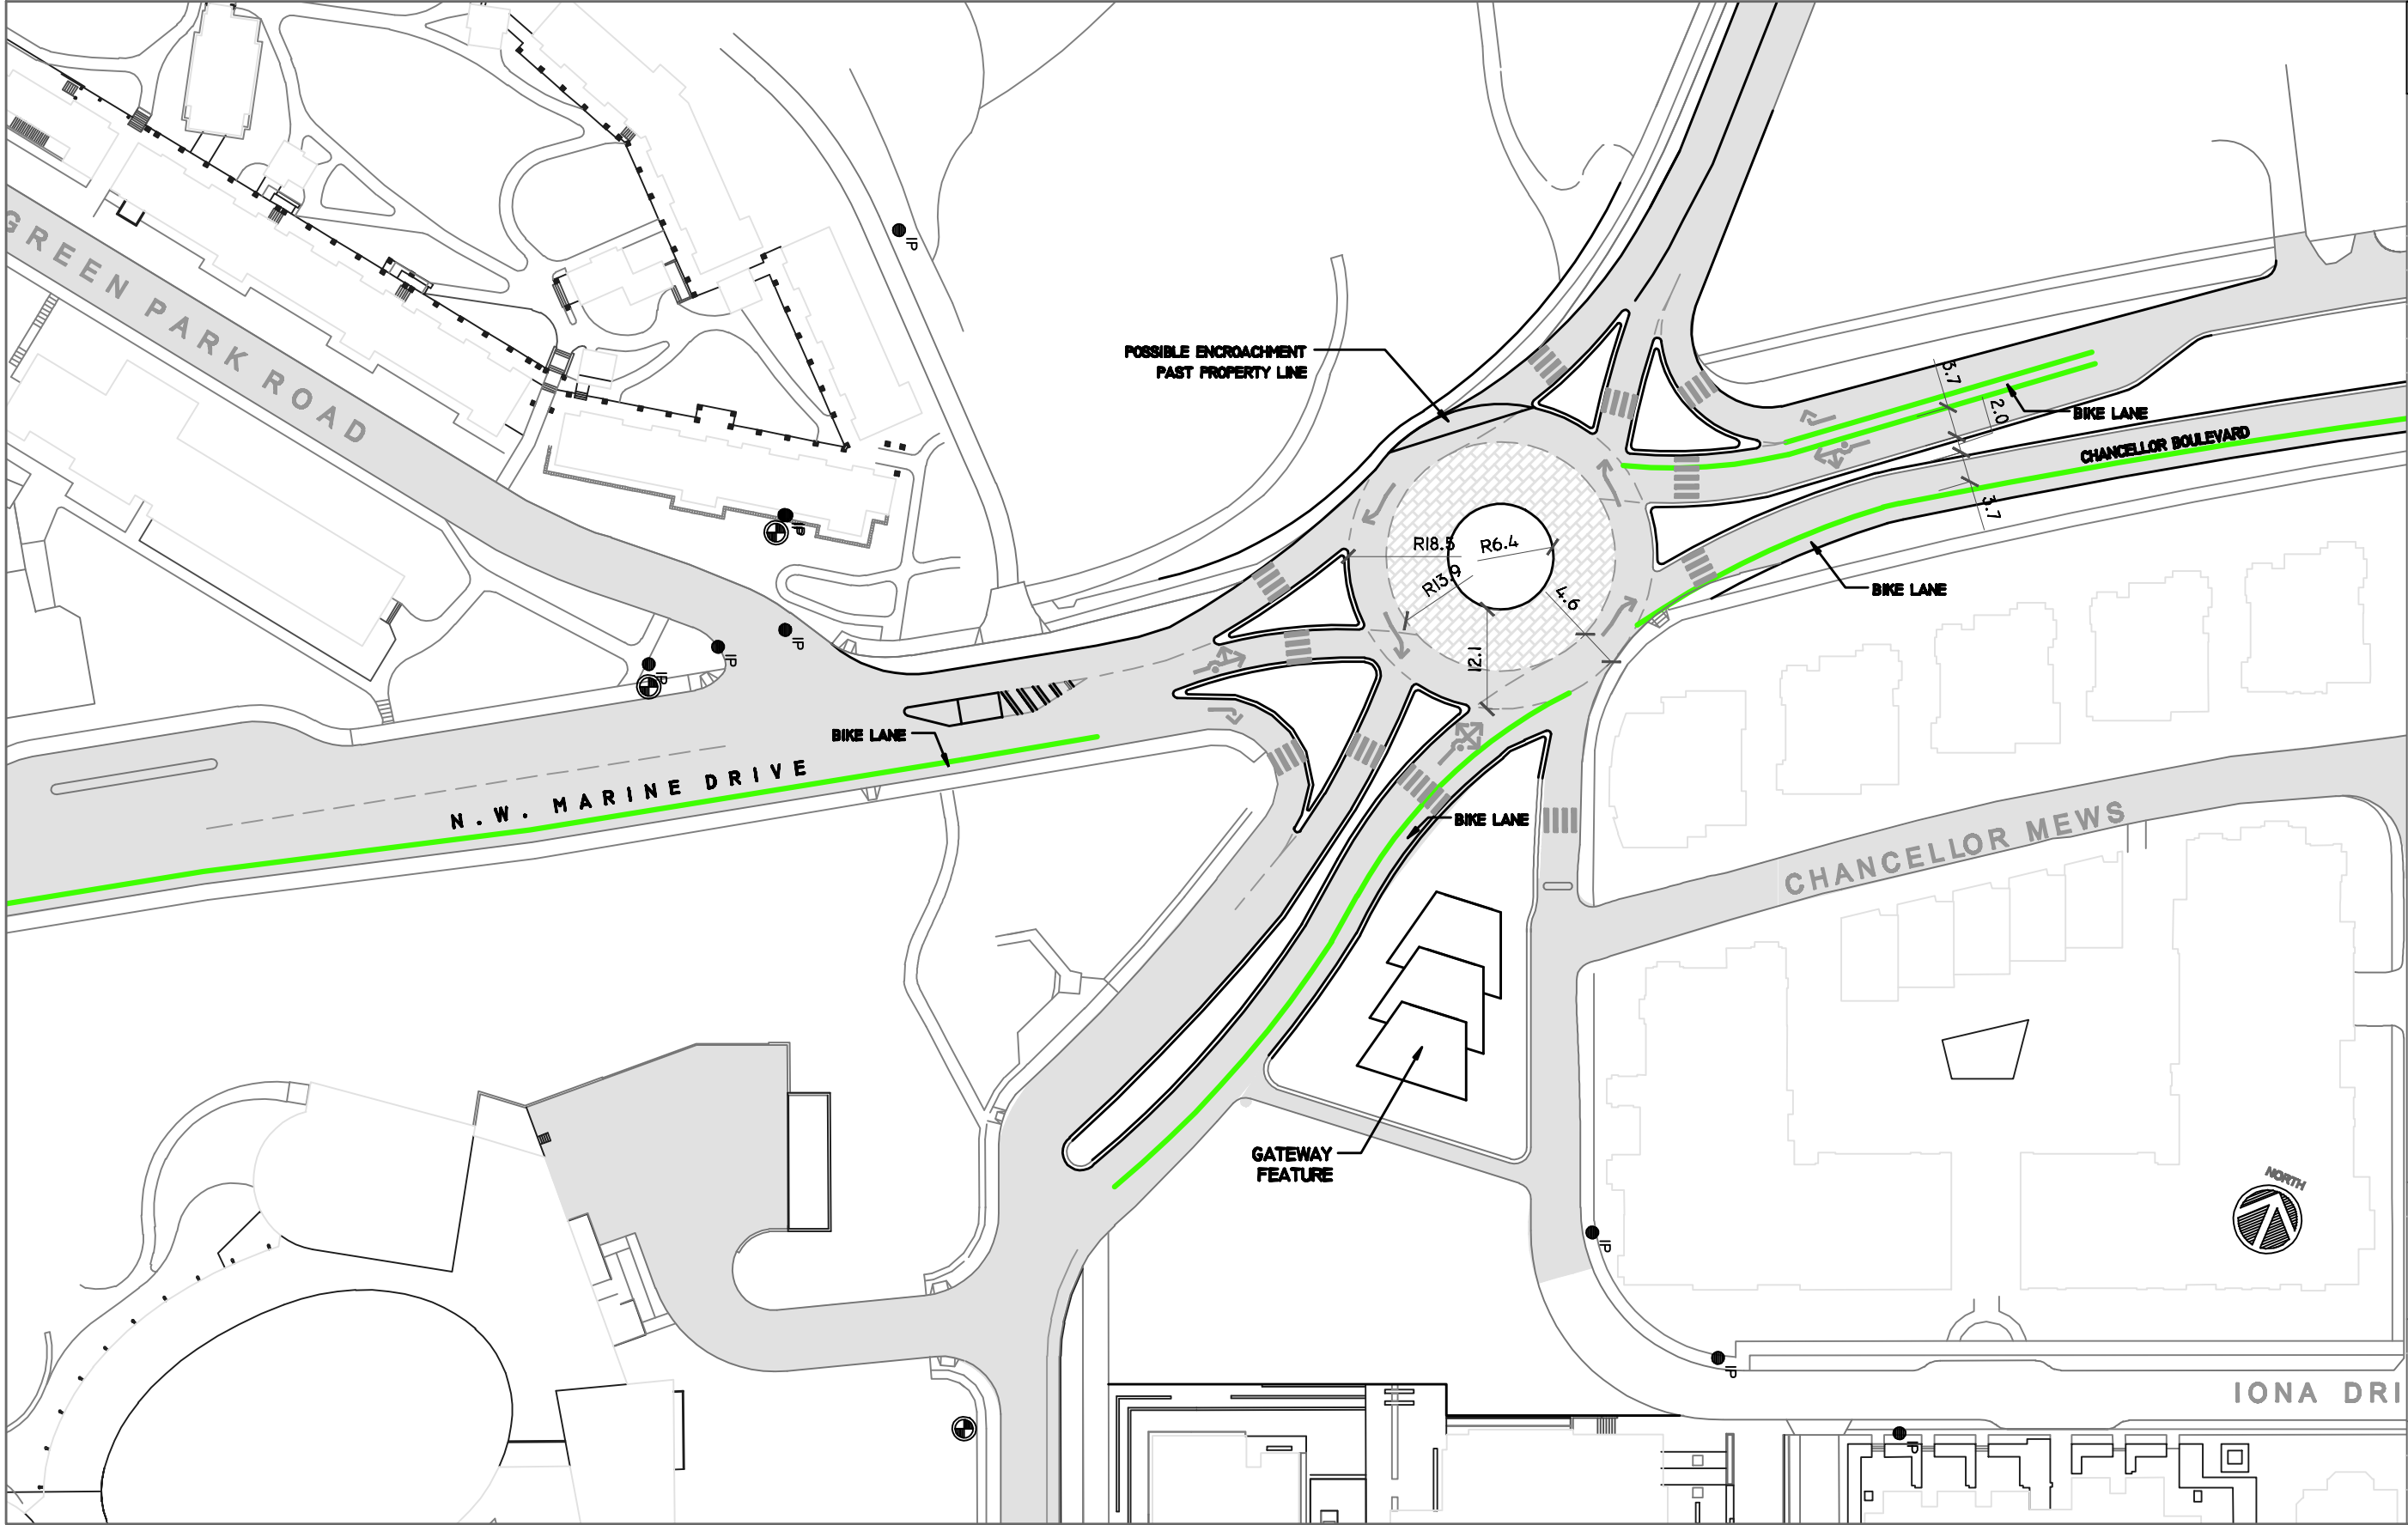 GREEN PARK ROAD
IP
POSSIBLE ENCROACHMENT
PAST PROPERTY LINE
3.7
2.0
BIKE LANE
CHANCELLOR BOULEVARD
3.7
IP
R18.5
R6.4
R13.9
4.6
BIKE LANE
IP
IP
IP
12.1
BIKE LANE
N.W. MARINE DRIVE
BIKE LANE
CHANCELLOR MEWS
GATEWAY
FEATURE
NORTH
IP
IP
IONA DRI
IP